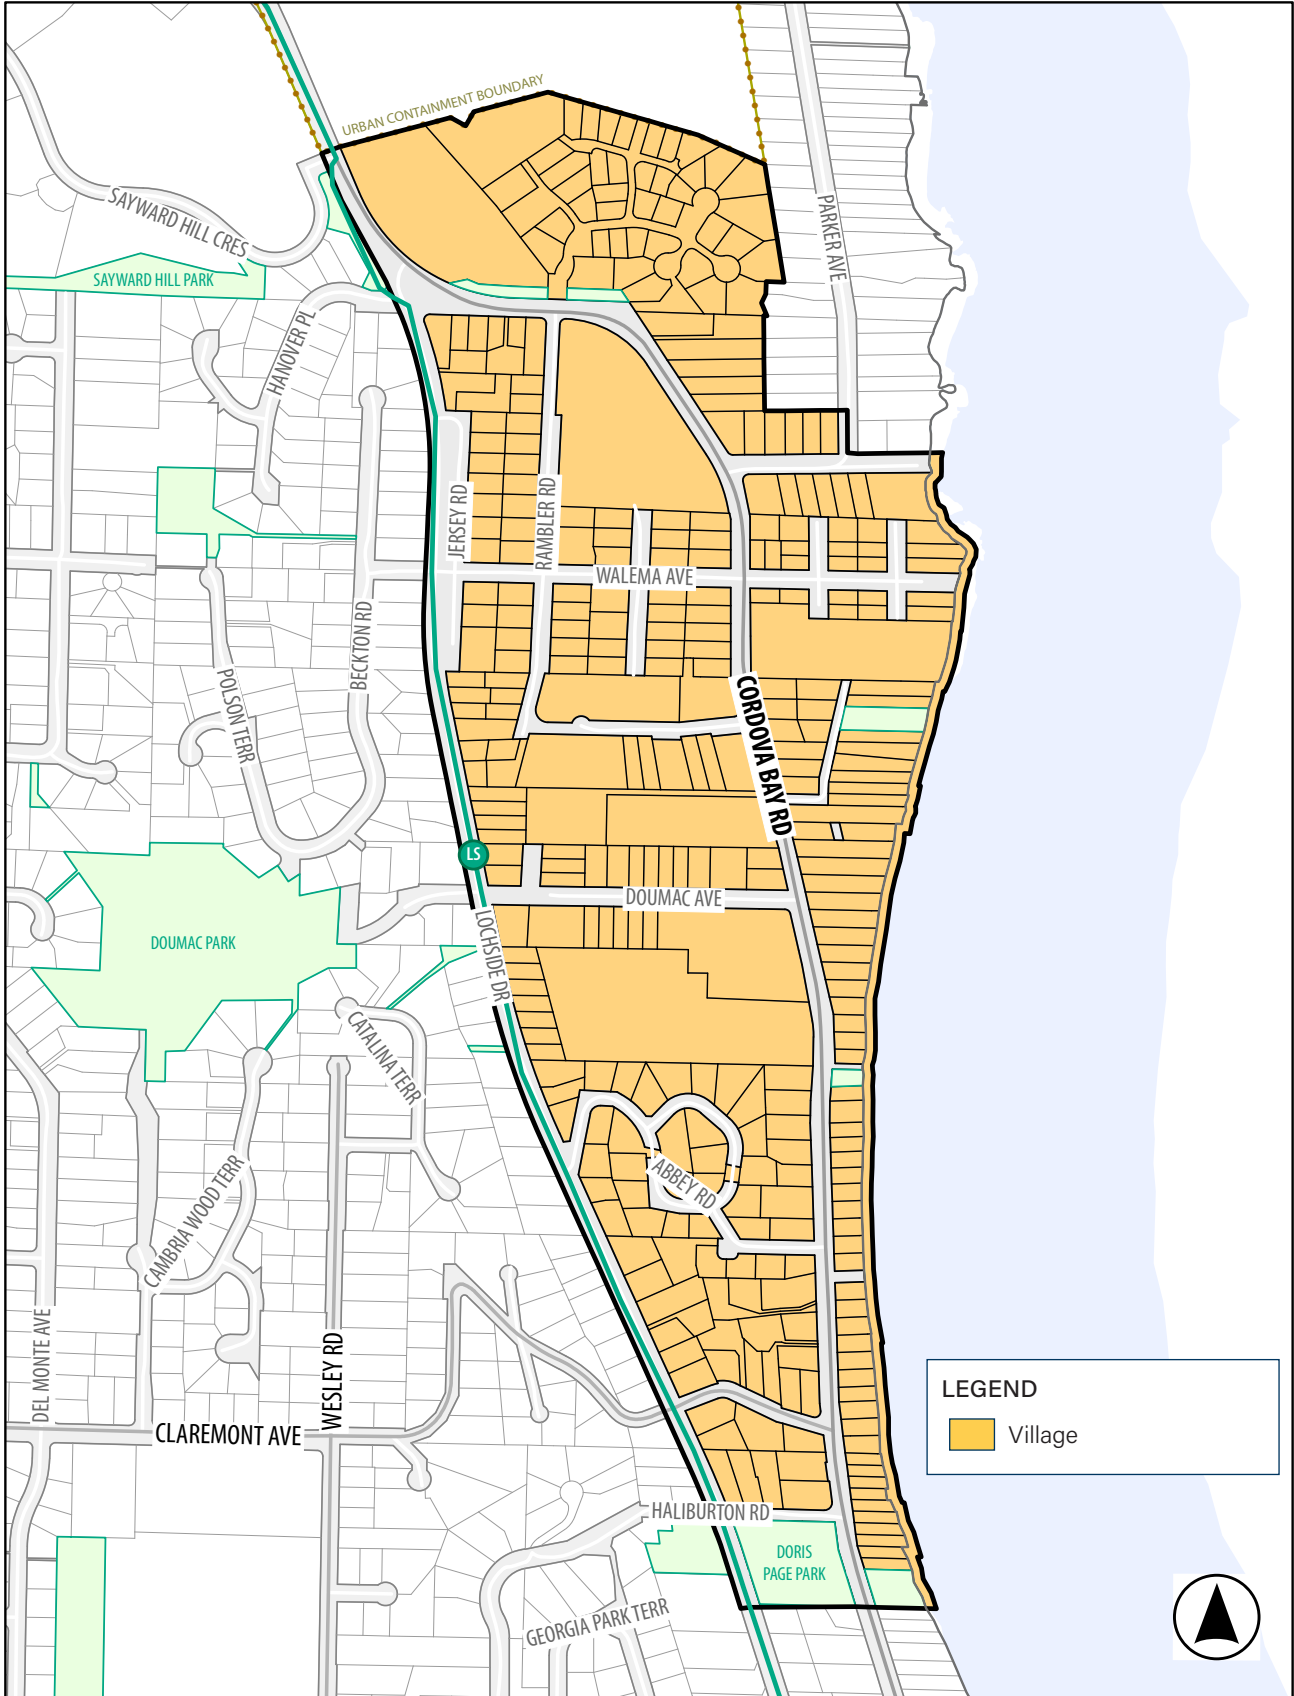 URBAN CONTAINMENT BOUNDARY
SAYWARD HILL CRES
PARKER AVE
SAYWARD HILL PARK
HANOVER PL
JERSEY RD
RAMBLER RD
WALEMA AVE
BECKTON RD
POLSON TERR
CORDOVA BAY RD
LS
DOUMAC AVE
DOUMAC PARK
LOCHSIDE DR
CATALINA TERR
ABBEY RD
CAMBRIA WOOD TERR
DEL MONTE AVE
WESLEY RD
LEGEND
Village
CLAREMONT AVE
HALIBURTON RD
DORIS
PAGE PARK
GEORGIA PARK TERR